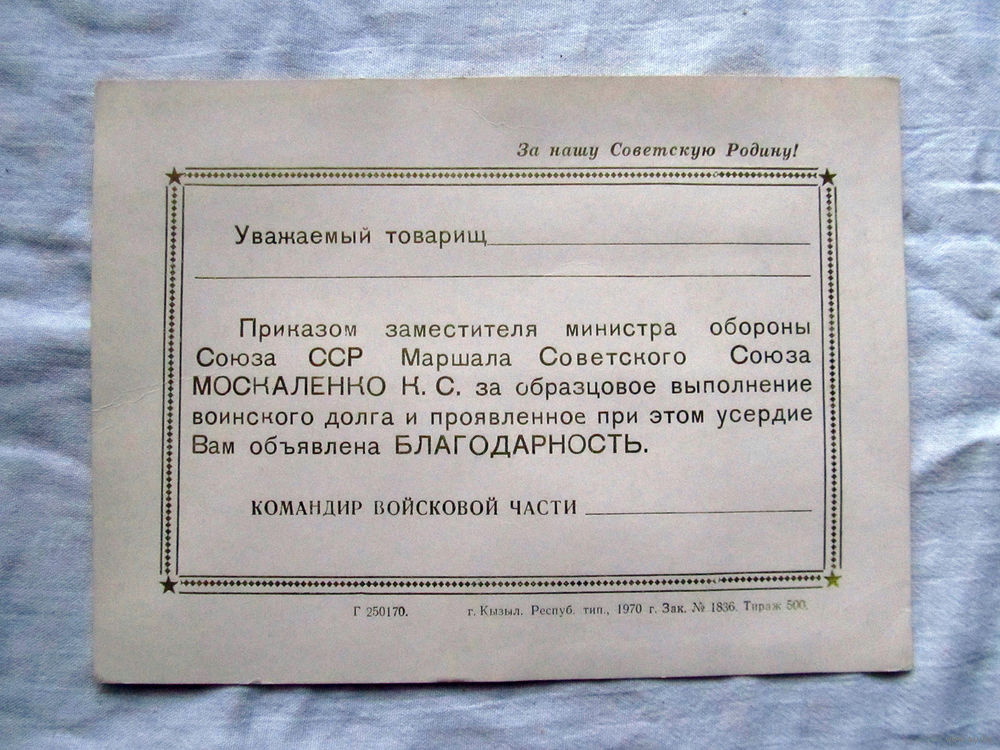 За нашу Советскую Родину!
Уважаемый товарищ
Приказом заместителя министра обороны
Союза ССР Маршала Советского Союза
МОСКАЛЕНКО К. С. за образцовое выполнение
воинского долга и проявленное при этом усердие
Вам объявлена БЛАГОДАРНОСТЬ.
КОМАНДИР ВОЙСКОВОЙ ЧАСТИ
Г 250170. г. Кызыл. Респуб. тип., 1970 г. Зак. № 1836. Тираж 500.